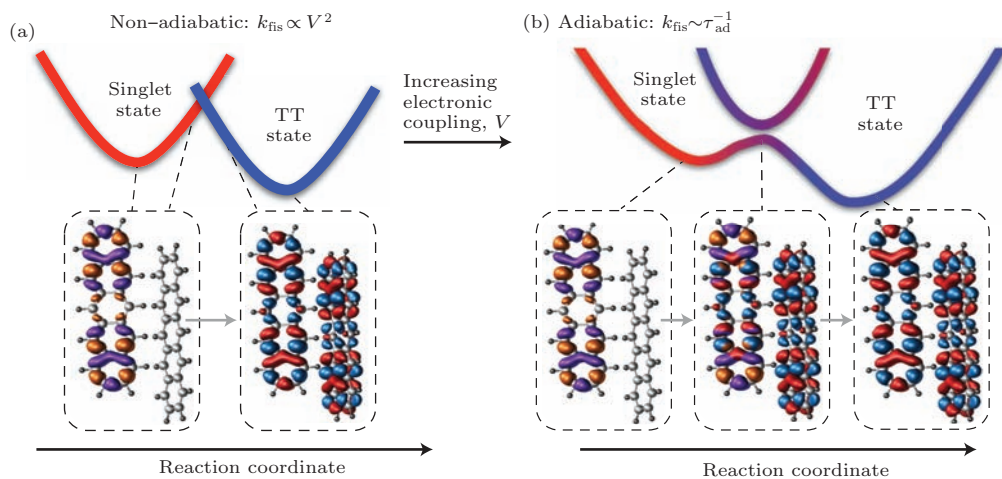 (a)
Non–adiabatic: k_fis ∝ V²
Singlet
state
TT
state
Reaction coordinate
Increasing
electronic
coupling, V
(b) Adiabatic: k_fis~τ_ad⁻¹
Singlet
state
TT
state
Reaction coordinate